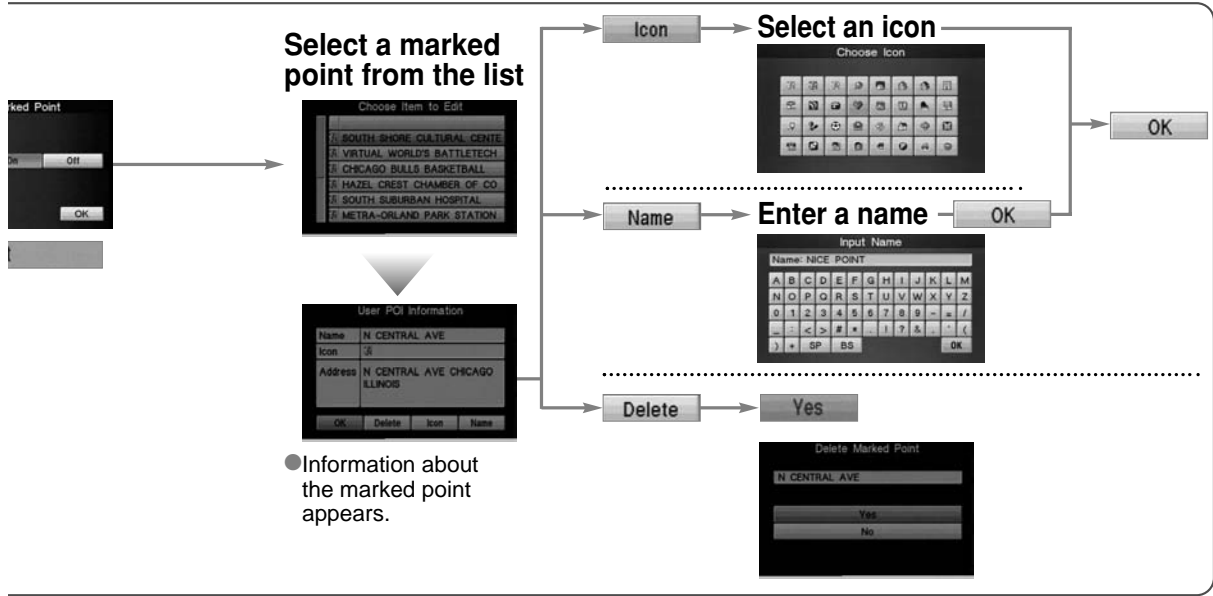 rked Point
On Off
OK
t
Select a marked
point from the list
Choose Item to Edit
SOUTH SHORE CULTURAL CENTE
VIRTUAL WORLD'S BATTLETECH
CHICAGO BULLS BASKETBALL
HAZEL CREST CHAMBER OF CO
SOUTH SUBURBAN HOSPITAL
METRA-ORLAND PARK STATION
User POI Information
Name N CENTRAL AVE
Icon
Address N CENTRAL AVE CHICAGO
ILLINOIS
OK Delete Icon Name
●Information about
the marked point
appears.
Icon
Select an icon
Choose Icon
OK
Name
Enter a name
OK
Input Name
Name: NICE POINT
A B C D E F G H I J K L M
N O P Q R S T U V W X Y Z
0 1 2 3 4 5 6 7 8 9 - = /
_ : < > # * . ! ? & , ' (
) + SP BS OK
Delete
Yes
Delete Marked Point
N CENTRAL AVE
Yes
No